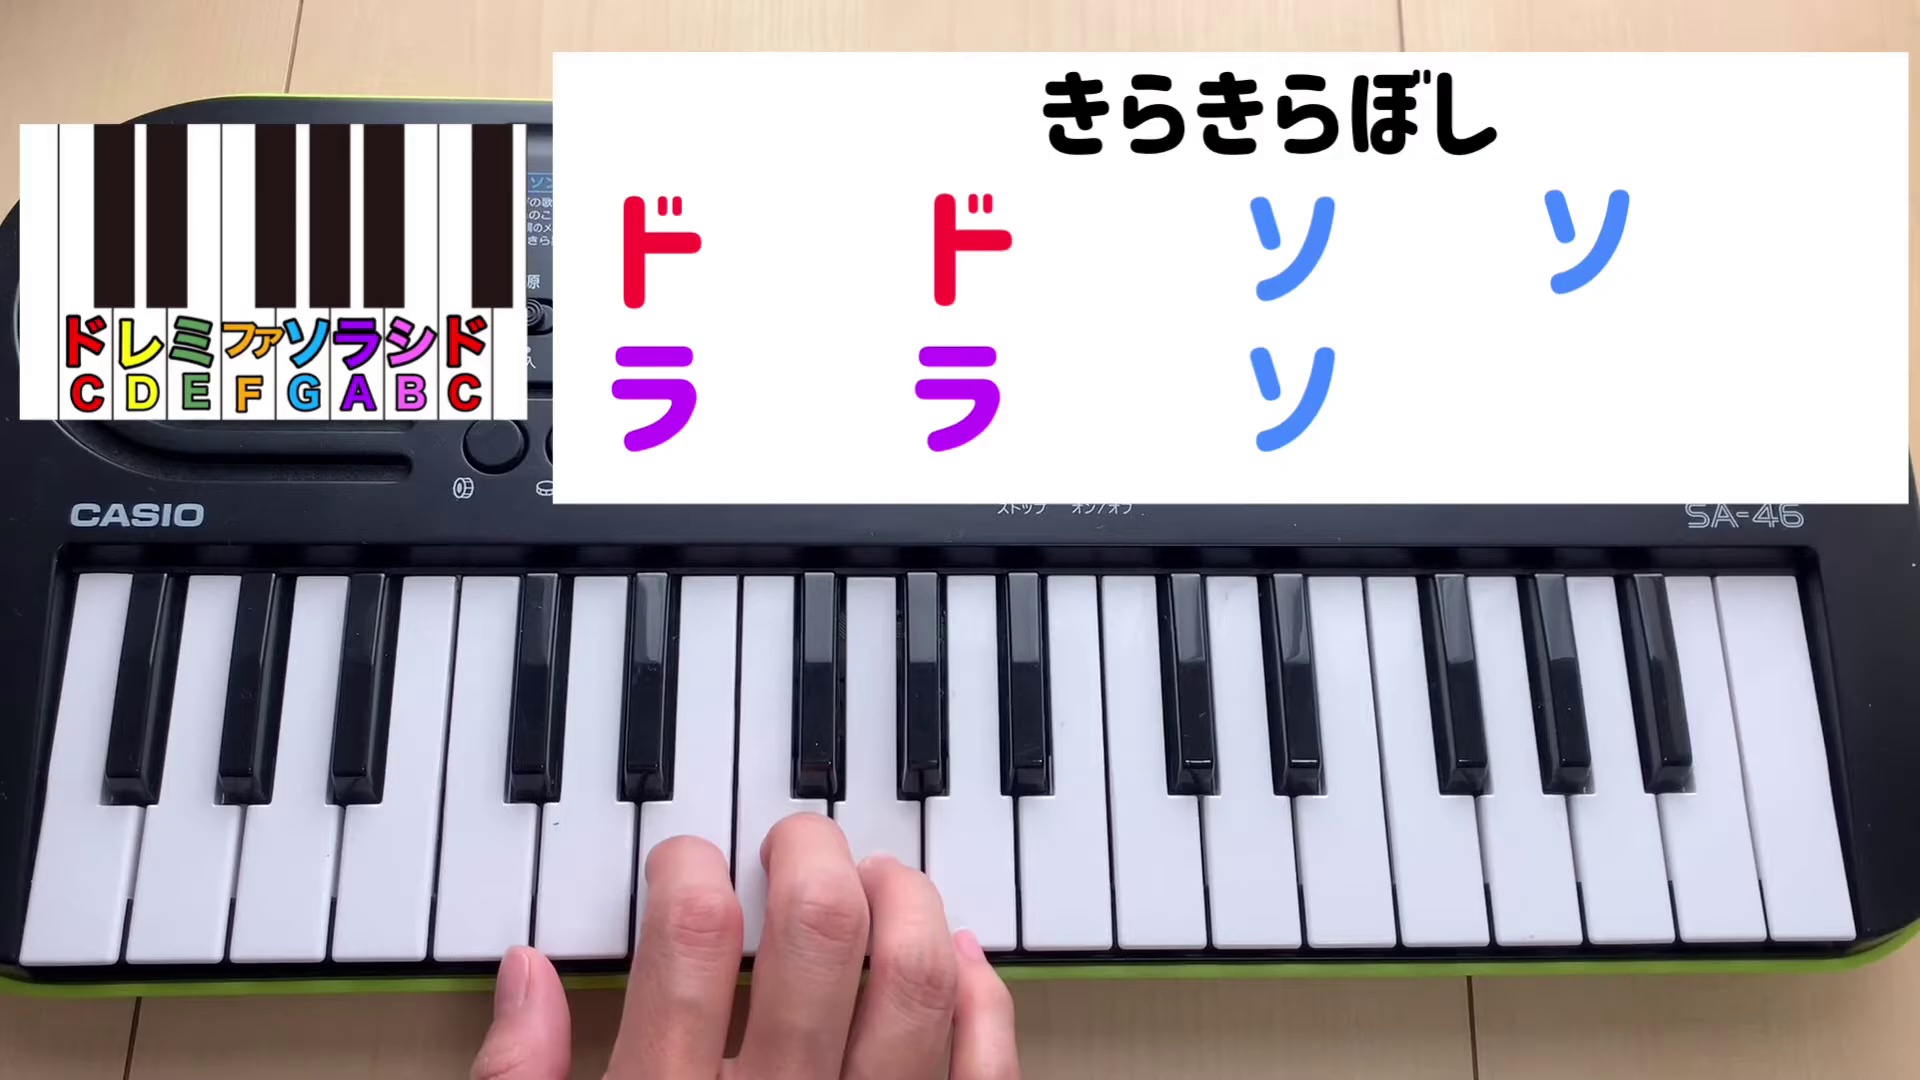 きらきらぼし
ド ド ソ ソ
ララソ
ドレミファソラシド
CDEFGABC
CASIO
ストップ オン/オフ
SA-46